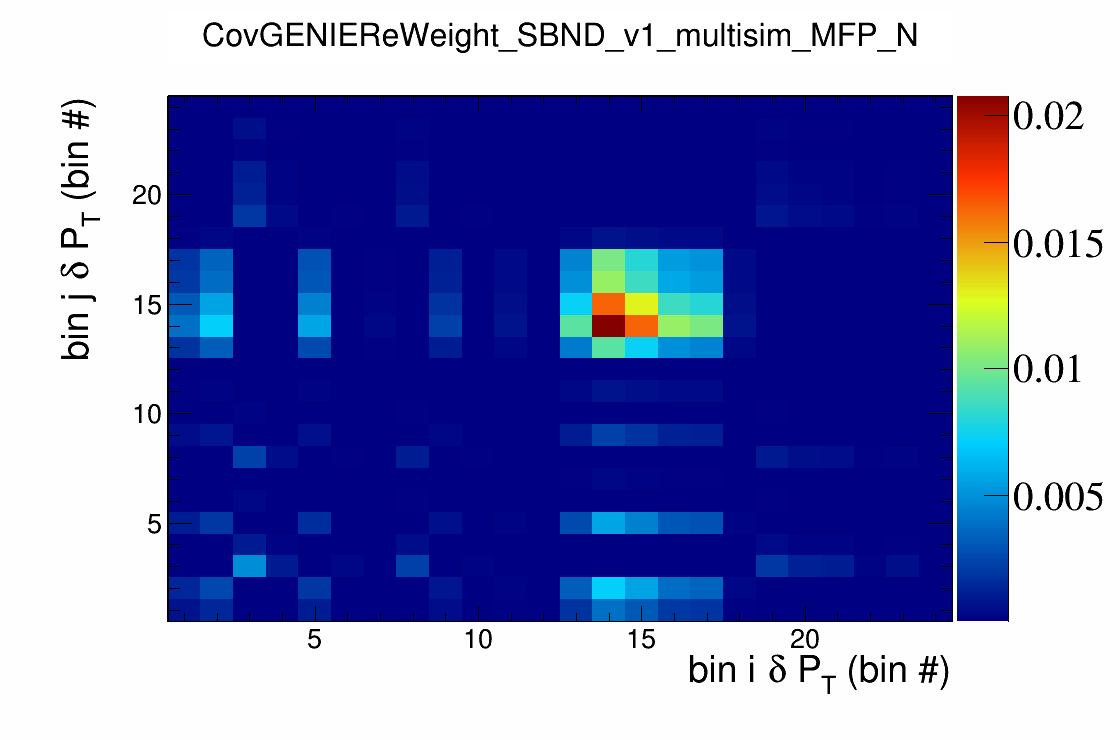 CovGENIEReWeight_SBND_v1_multisim_MFP_N
bin j δ P_T (bin #)
20
15
10
5
5 10 15 20
bin i δ P_T (bin #)
0.02
0.015
0.01
0.005